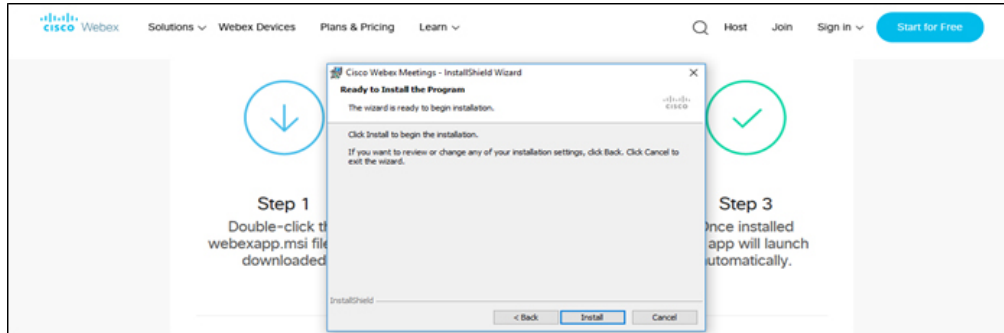 cisco Webex Solutions Webex Devices Plans & Pricing Learn Host Join Sign in Start for Free
Cisco Webex Meetings - InstallShield Wizard
Ready to Install the Program
The wizard is ready to begin installation.
cisco
Click Install to begin the installation.
If you want to review or change any of your installation settings, click Back. Click Cancel to
exit the wizard.
Step 1
Double-click
webexapp.msi
downloaded
Step 3
installed
app will launch
automatically.
InstallShield
< Back Install Cancel